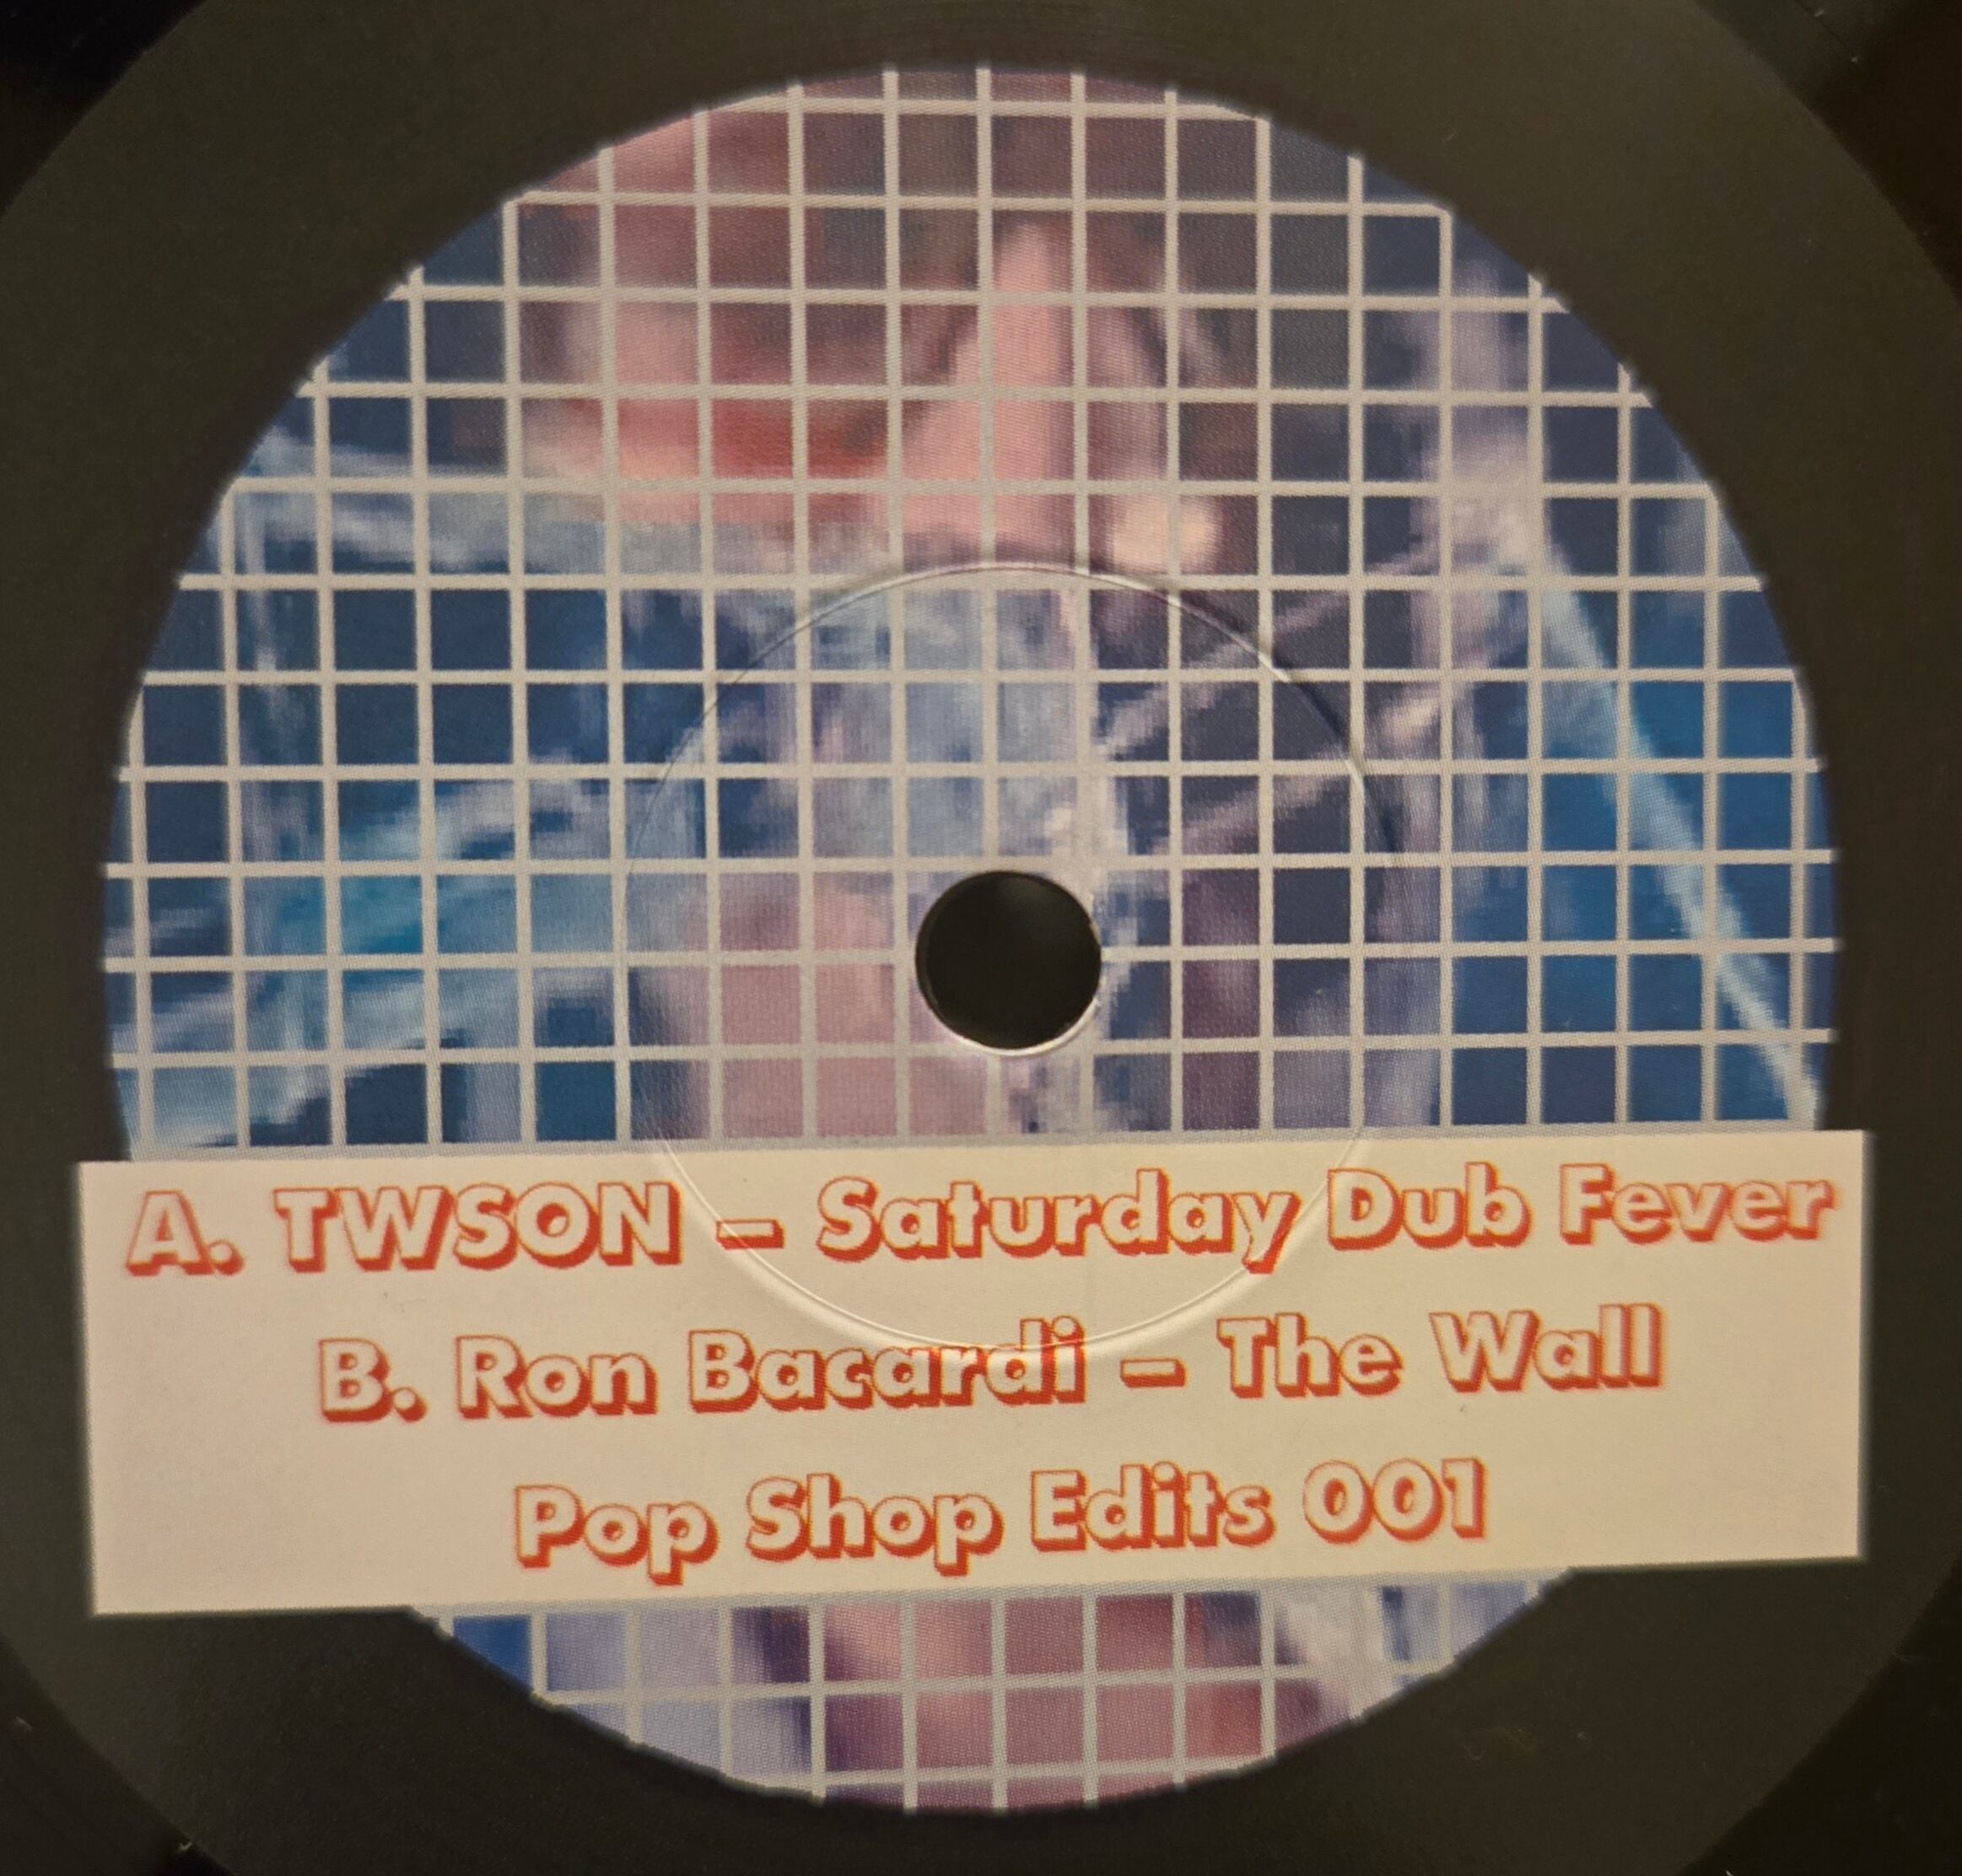 A. TWSON – Saturday Dub Fever
B. Ron Bacardi – The Wall
Pop Shop Edits 001